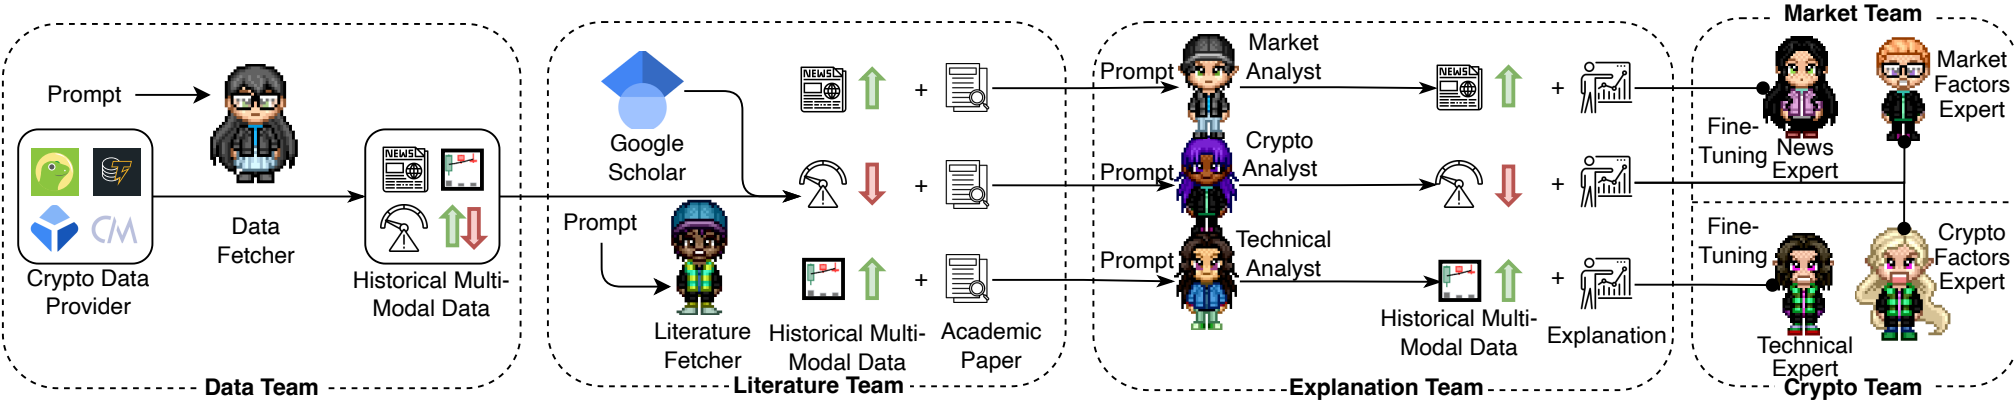 Prompt
Crypto Data
Provider
Data
Fetcher
NEWS
Historical Multi-
Modal Data
Data Team
Google
Scholar
Prompt
Literature
Fetcher
NEWS
+
+
+
Historical Multi-
Modal Data
Academic
Paper
Literature Team
Prompt
Market
Analyst
Prompt
Crypto
Analyst
Prompt
Technical
Analyst
NEWS
+
+
+
Historical Multi-
Modal Data
Explanation
Explanation Team
Market Team
Fine-
Tuning
News
Expert
Market
Factors
Expert
Fine-
Tuning
Technical
Expert
Crypto
Factors
Expert
Crypto Team
CM